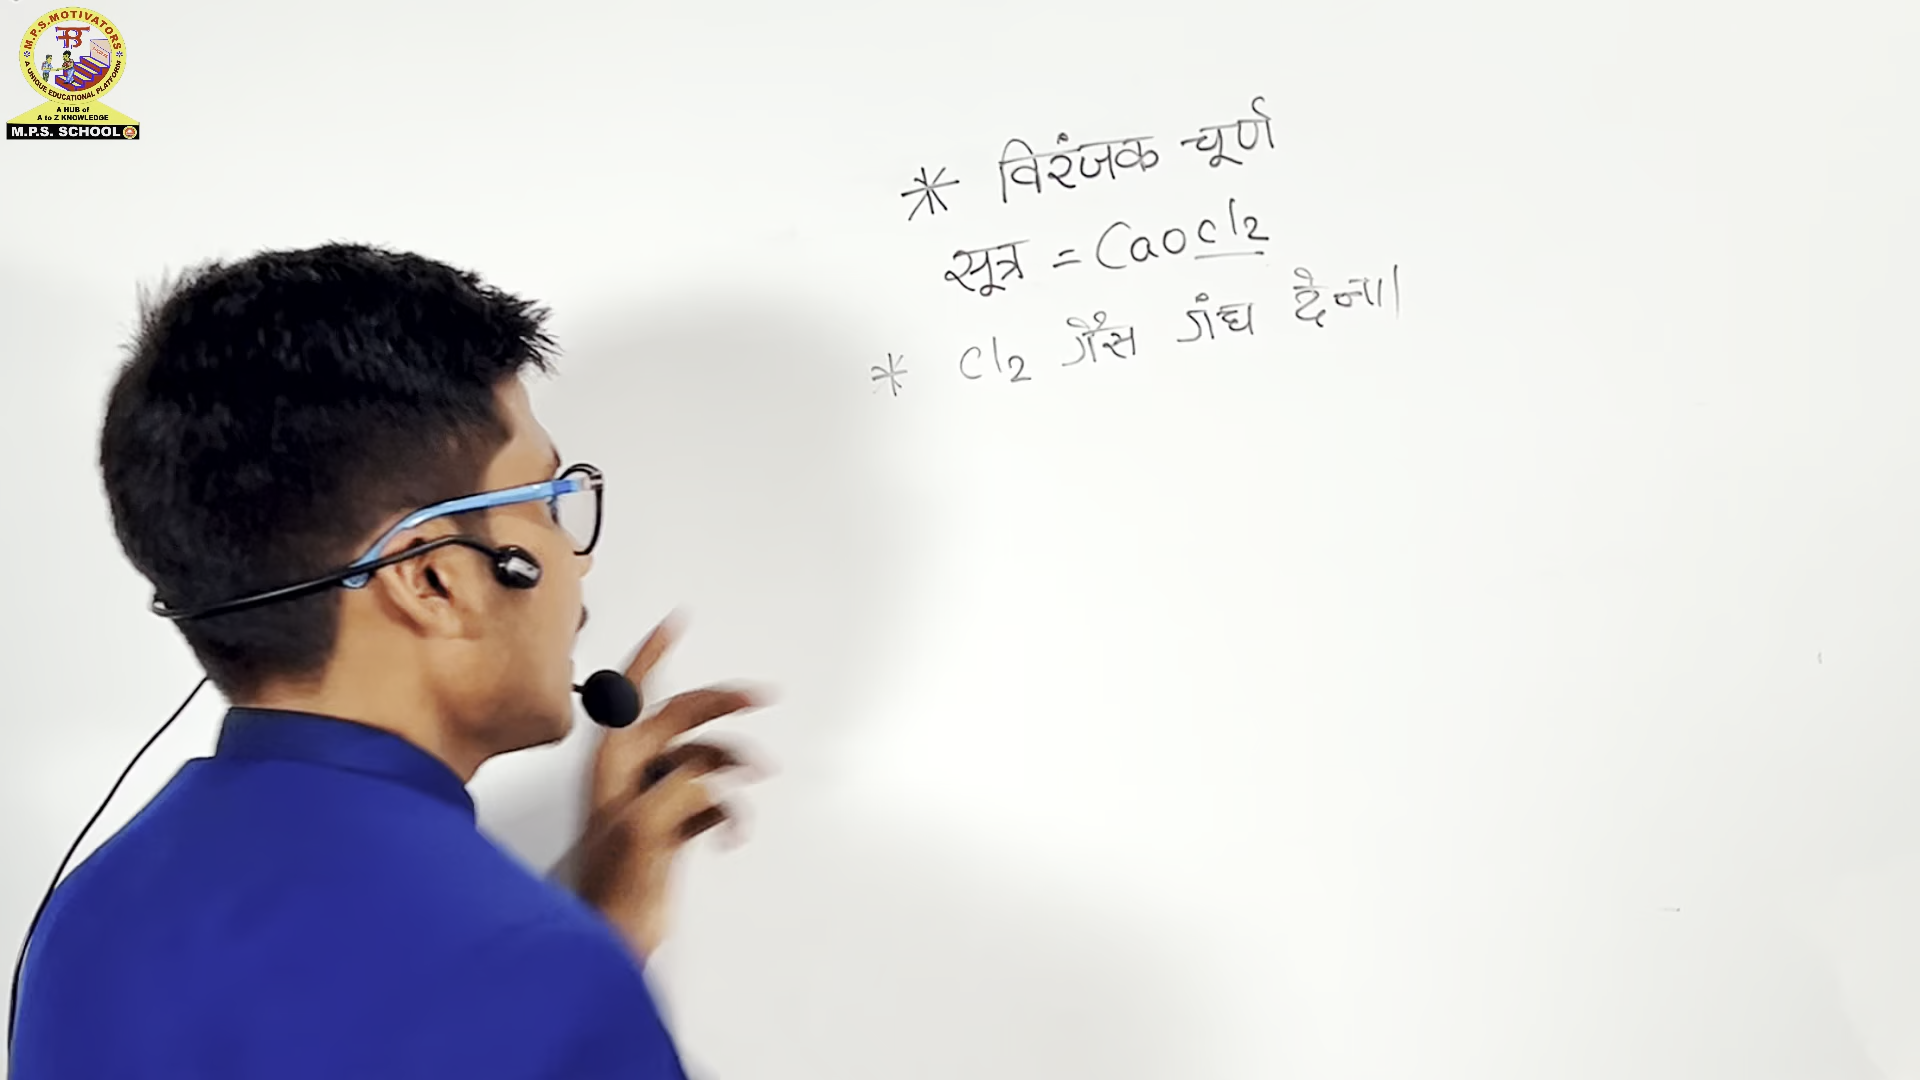 M.P.S.MOTIVATORS
A UNIQUE EDUCATIONAL PLATFORM
A HUB of
A to Z KNOWLEDGE
M.P.S. SCHOOL
* विरंजक चूर्ण
सूत्र = CaOCl2
* Cl2 गैस गंध देना।